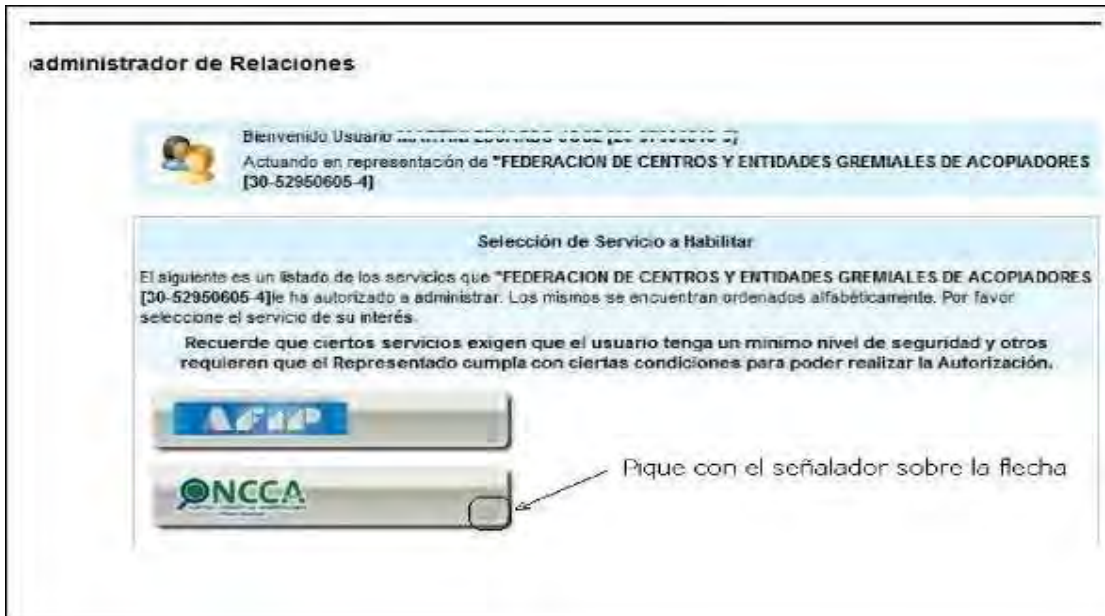 administrador de Relaciones
Bienvenido Usuario
Actuando en representación de "FEDERACION DE CENTROS Y ENTIDADES GREMIALES DE ACOPIADORES
[30-52950605-4]
Selección de Servicio a Habilitar
El siguiente es un listado de los servicios que "FEDERACION DE CENTROS Y ENTIDADES GREMIALES DE ACOPIADORES
[30-52950605-4]le ha autorizado a administrar. Los mismos se encuentran ordenados alfabéticamente. Por favor
seleccione el servicio de su interés.
Recuerde que ciertos servicios exigen que el usuario tenga un mínimo nivel de seguridad y otros
requieren que el Representado cumpla con ciertas condiciones para poder realizar la Autorización.
AFIP
ONCCA
Pique con el señalador sobre la flecha